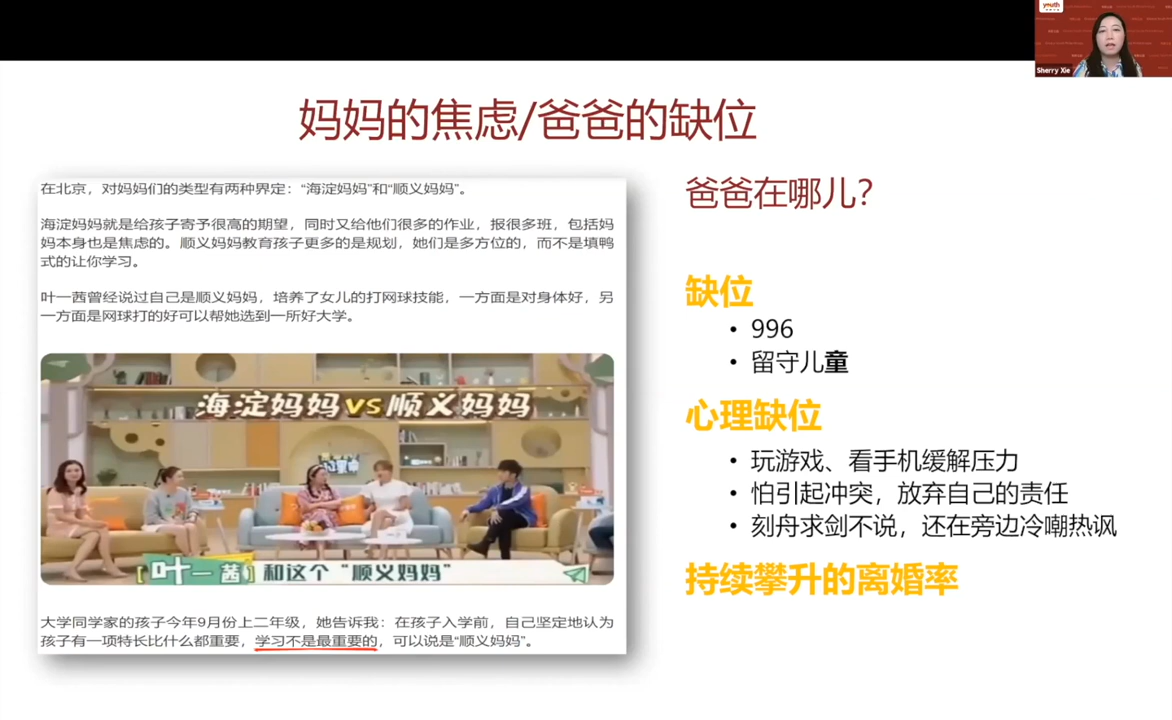 youth
Sherry Xie
妈妈的焦虑/爸爸的缺位
在北京，对妈妈们的类型有两种界定：“海淀妈妈”和“顺义妈妈”。
海淀妈妈就是给孩子寄予很高的期望，同时又给他们很多的作业，报很多班，包括妈
妈本身也是焦虑的。顺义妈妈教育孩子更多的是规划，她们是多方位的，而不是填鸭
式的让你学习。
叶一茜曾经说过自己是顺义妈妈，培养了女儿的打网球技能，一方面是对身体好，另
一方面是网球打的好可以帮她选到一所好大学。
海淀妈妈vs顺义妈妈
[叶一茜] 和这个“顺义妈妈”
大学同学家的孩子今年9月份上二年级，她告诉我：在孩子入学前，自己坚定地认为
孩子有一项特长比什么都重要，学习不是最重要的，可以说是“顺义妈妈”。
爸爸在哪儿？
缺位
• 996
• 留守儿童
心理缺位
• 玩游戏、看手机缓解压力
• 怕引起冲突，放弃自己的责任
• 刻舟求剑不说，还在旁边冷嘲热讽
持续攀升的离婚率